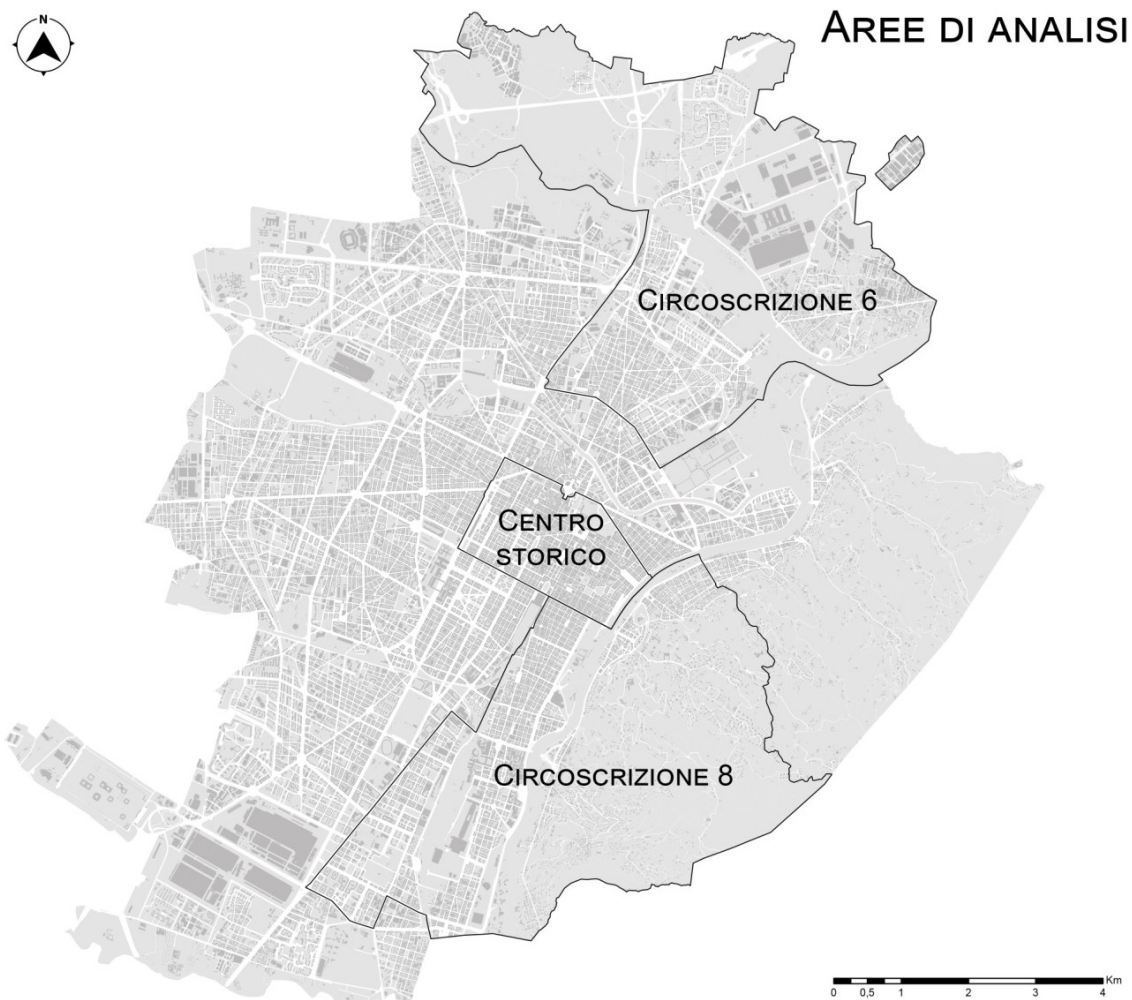 N
AREE DI ANALISI
CIRCOSCRIZIONE 6
CENTRO
STORICO
CIRCOSCRIZIONE 8
Km
0 0,5 1 2 3 4